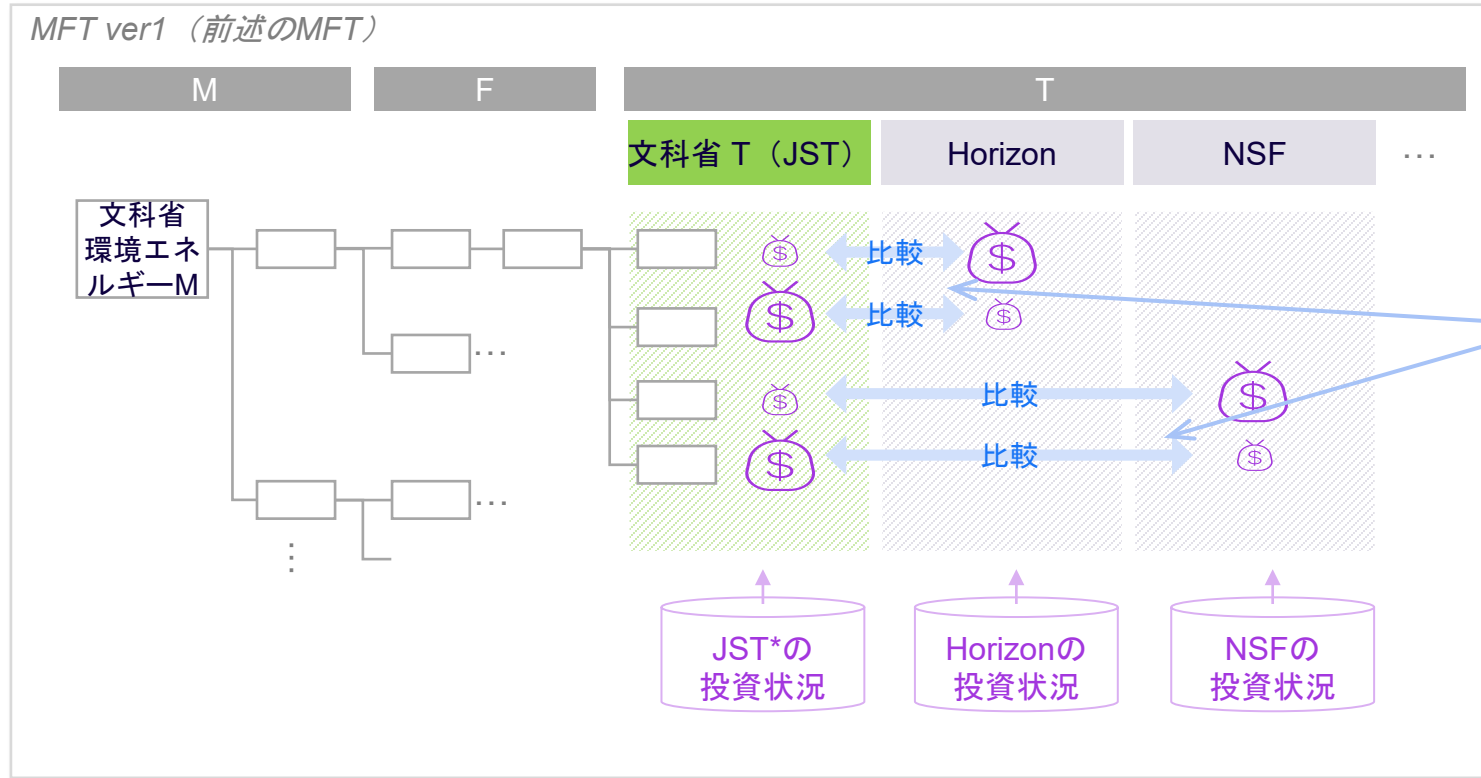 MFT ver1（前述のMFT）
M
F
T
文科省 T（JST）
Horizon
NSF
…
文科省
環境エネ
ルギーM
$
比較
$
$
比較
$
…
$
比較
$
$
比較
$
…
⋮
JST*の
投資状況
Horizonの
投資状況
NSFの
投資状況